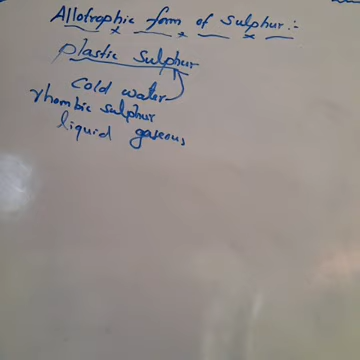 Allotrophic form of sulphur:-
plastic sulphur
cold water
rhombic sulphur
liquid gaseous